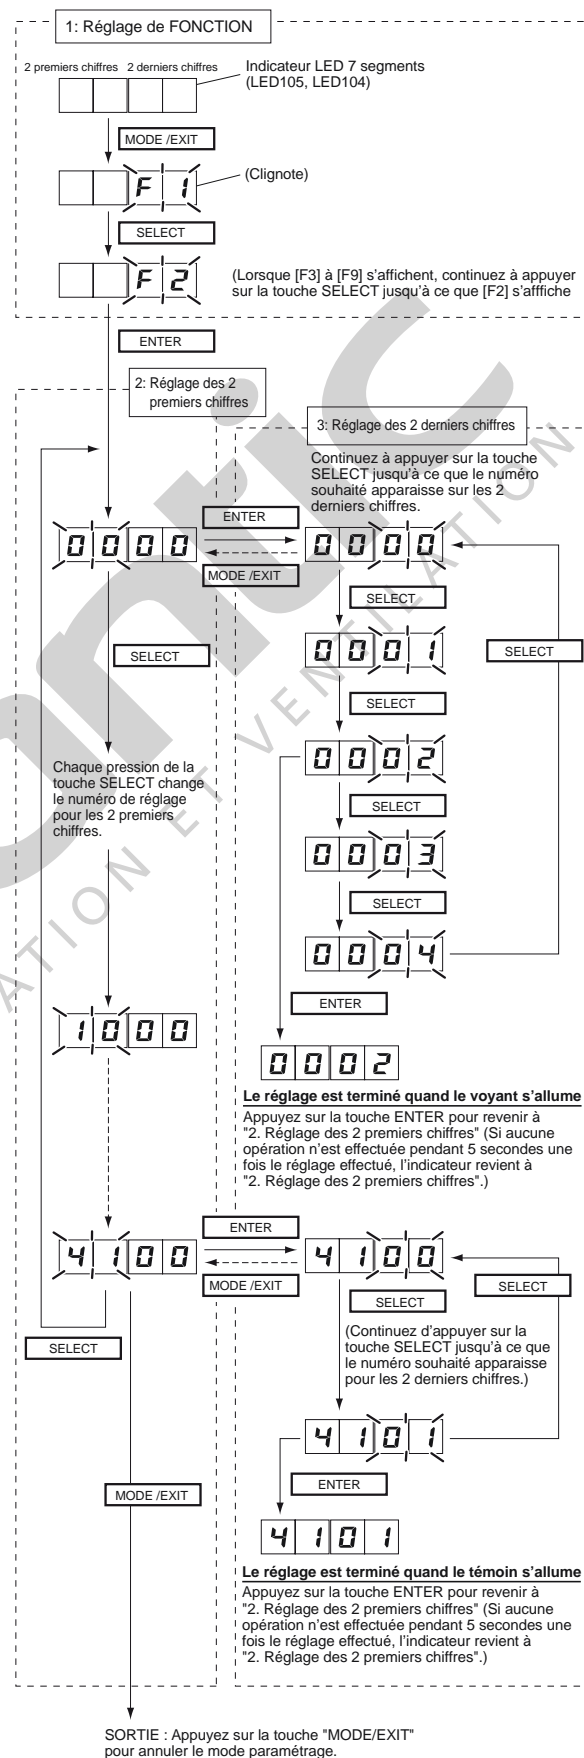 1: Réglage de FONCTION
2 premiers chiffres 2 derniers chiffres
Indicateur LED 7 segments
(LED105, LED104)
MODE /EXIT
F 1
(Clignote)
SELECT
F 2
(Lorsque [F3] à [F9] s’affichent, continuez à appuyer
sur la touche SELECT jusqu’à ce que [F2] s’afffiche
ENTER
2: Réglage des 2
premiers chiffres
3: Réglage des 2 derniers chiffres
Continuez à appuyer sur la touche
SELECT jusqu’à ce que le numéro
souhaité apparaisse sur les 2
derniers chiffres.
ENTER
0 0 0 0
0 0 0 0
MODE /EXIT
SELECT
0 0 0 1
SELECT
SELECT
SELECT
0 0 0 2
Chaque pression de la
touche SELECT change
le numéro de réglage
pour les 2 premiers
chiffres.
SELECT
0 0 0 3
SELECT
0 0 0 4
ENTER
1 0 0 0
0 0 0 2
Le réglage est terminé quand le voyant s’allume
Appuyez sur la touche ENTER pour revenir à
"2. Réglage des 2 premiers chiffres" (Si aucune
opération n’est effectuée pendant 5 secondes une
fois le réglage effectué, l’indicateur revient à
"2. Réglage des 2 premiers chiffres".)
ENTER
4 1 0 0
4 1 0 0
MODE /EXIT
SELECT
SELECT
SELECT
(Continuez d’appuyer sur la
touche SELECT jusqu’à ce que
le numéro souhaité apparaisse
pour les 2 derniers chiffres.)
4 1 0 1
ENTER
MODE /EXIT
4 1 0 1
Le réglage est terminé quand le témoin s’allume
Appuyez sur la touche ENTER pour revenir à
"2. Réglage des 2 premiers chiffres" (Si aucune
opération n’est effectuée pendant 5 secondes une
fois le réglage effectué, l’indicateur revient à
"2. Réglage des 2 premiers chiffres".)
SORTIE : Appuyez sur la touche "MODE/EXIT"
pour annuler le mode paramétrage.
ontic
ATION ET VENTILATION